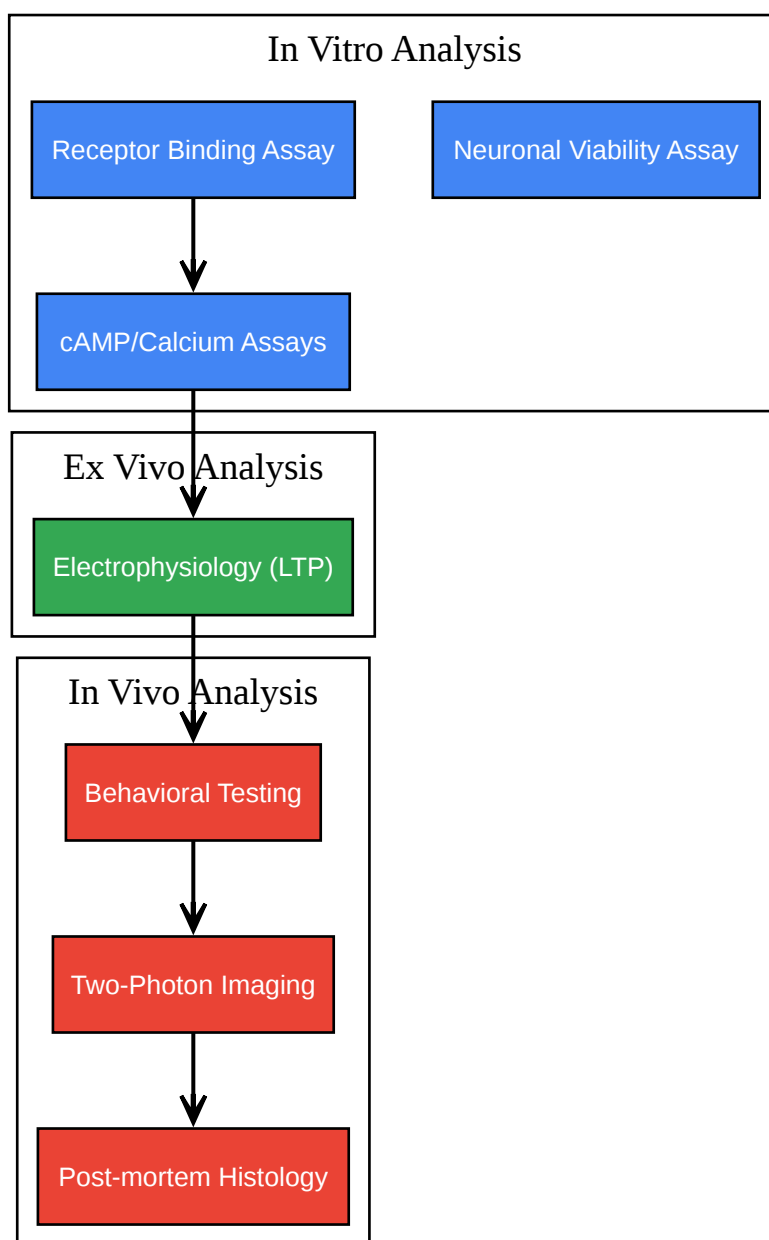 In Vitro Analysis
Receptor Binding Assay
Neuronal Viability Assay
cAMP/Calcium Assays
Ex Vivo Analysis
Electrophysiology (LTP)
In Vivo Analysis
Behavioral Testing
Two-Photon Imaging
Post-mortem Histology